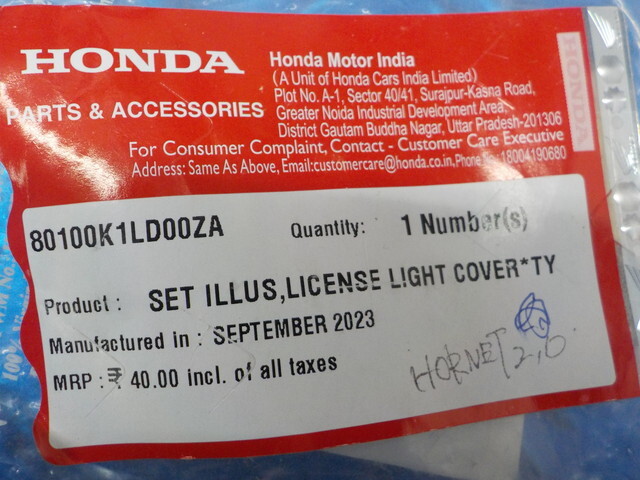 HONDA
PARTS & ACCESSORIES
Honda Motor India
(A Unit of Honda Cars India Limited)
Plot No. A-1, Sector 40/41, Surajpur-Kasna Road,
Greater Noida Industrial Development Area,
District Gautam Buddha Nagar, Uttar Pradesh-201306
For Consumer Complaint, Contact - Customer Care Executive
Address: Same As Above, Email:customercare@honda.co.in, Phone No.: 18004190680
HONDA
80100K1LD00ZA Quantity: 1 Number(s)
Product : SET ILLUS,LICENSE LIGHT COVER*TY
Manufactured in : SEPTEMBER 2023
MRP : ₹ 40.00 incl. of all taxes
HORNET 2.0
100%